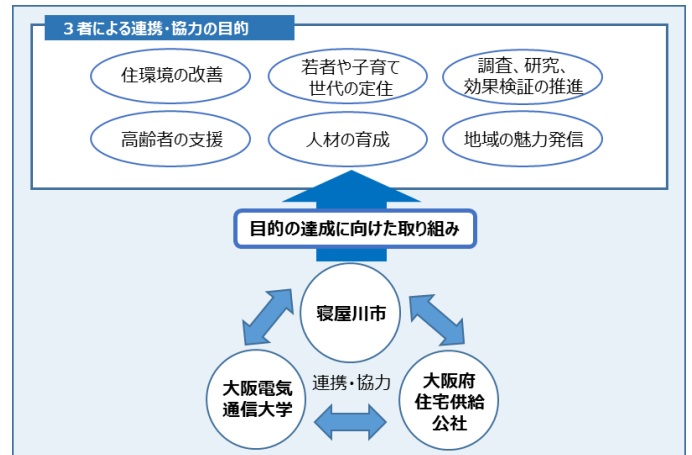 3者による連携・協力の目的
住環境の改善
若者や子育て
世代の定住
調査、研究、
効果検証の推進
高齢者の支援
人材の育成
地域の魅力発信
目的の達成に向けた取り組み
寝屋川市
大阪電気
通信大学
連携・協力
大阪府
住宅供給
公社